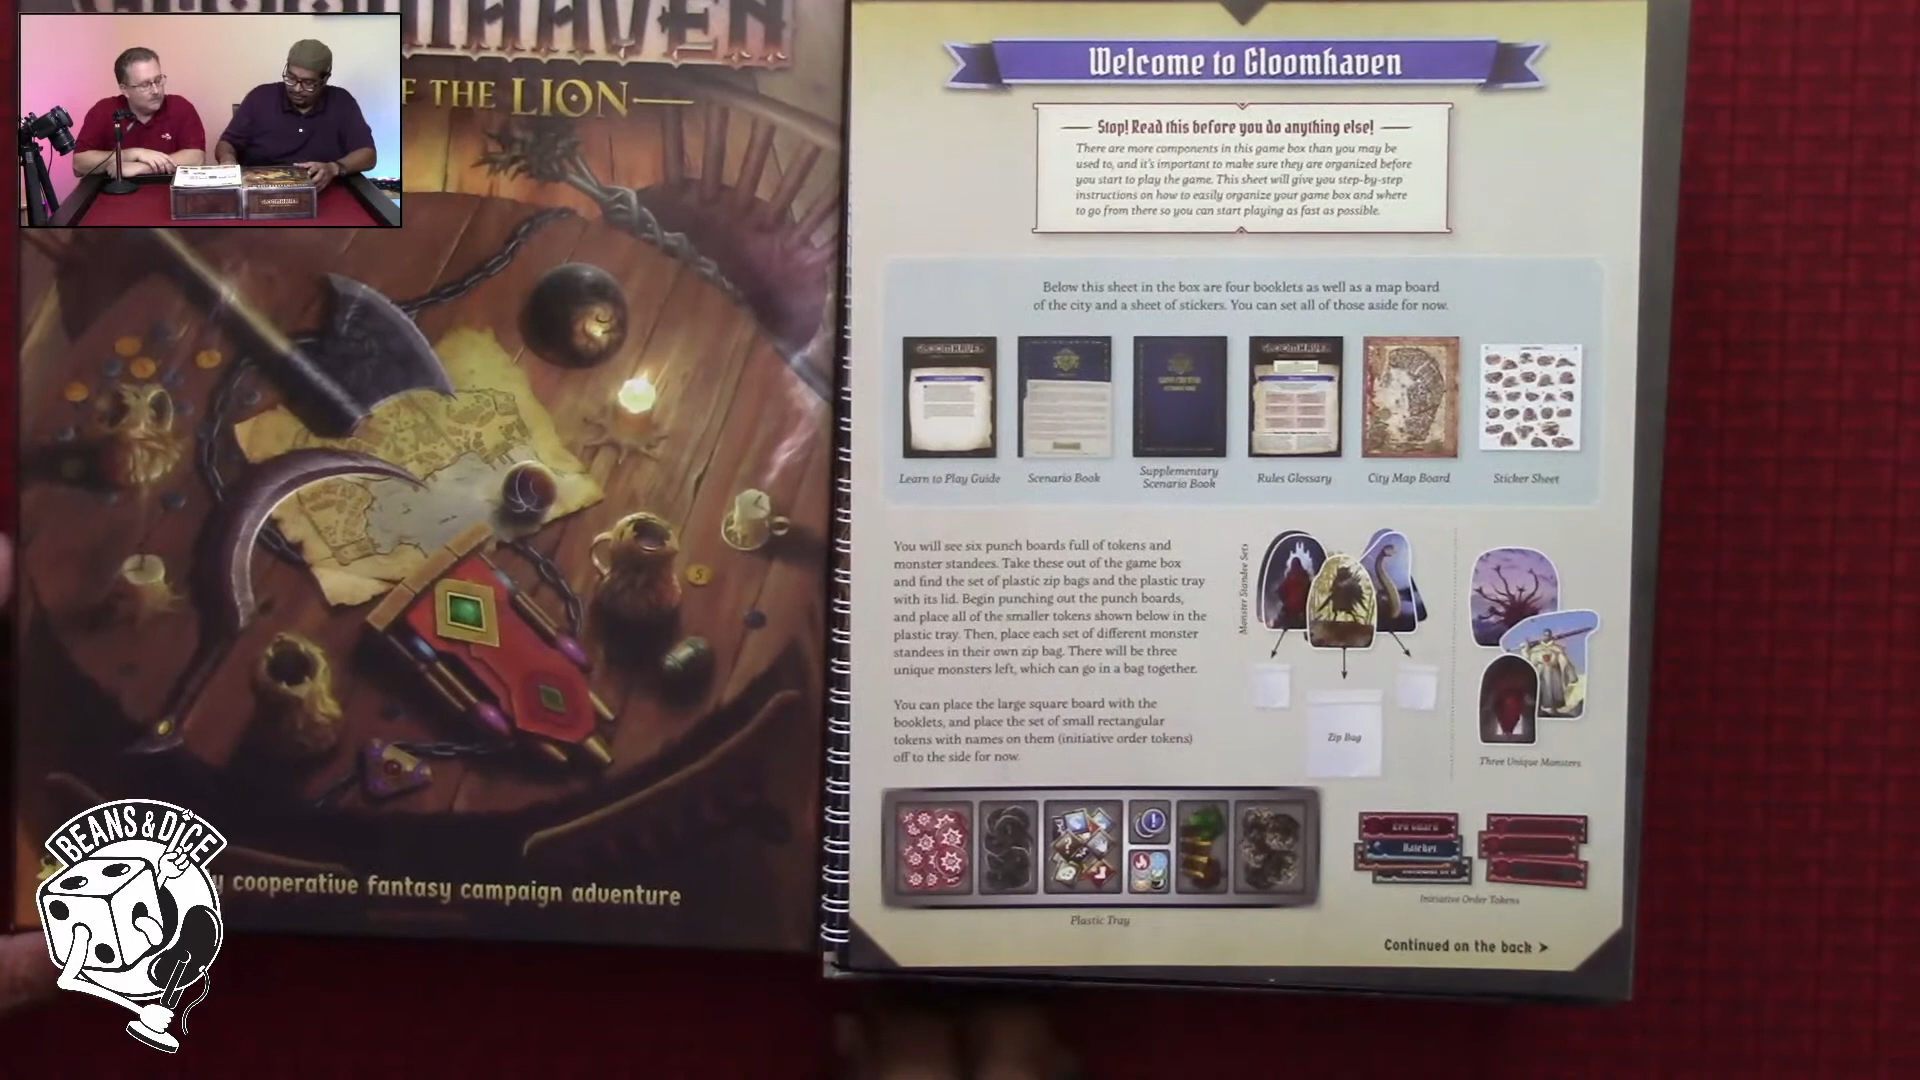 GLOOMHAVEN
OF THE LION
cooperative fantasy campaign adventure
BEANS & DICE
Welcome to Gloomhaven
Stop! Read this before you do anything else!
There are more components in this game box than you may be
used to, and it's important to make sure they are organized before
you start to play the game. This sheet will give you step-by-step
instructions on how to easily organize your game box and where
to go from there so you can start playing as fast as possible.
Below this sheet in the box are four booklets as well as a map board
of the city and a sheet of stickers. You can set all of those aside for now.
GLOOMHAVEN
GLOOMHAVEN
Learn to Play Guide
Scenario Book
Supplementary
Scenario Book
Rules Glossary
City Map Board
Sticker Sheet
You will see six punch boards full of tokens and
monster standees. Take these out of the game box
and find the set of plastic zip bags and the plastic tray
with its lid. Begin punching out the punch boards,
and place all of the smaller tokens shown below in the
plastic tray. Then, place each set of different monster
standees in their own zip bag. There will be three
unique monsters left, which can go in a bag together.
You can place the large square board with the
booklets, and place the set of small rectangular
tokens with names on them (initiative order tokens)
off to the side for now.
Monster Standee Sets
Zip Bag
Three Unique Monsters
Red Guard
Hatchet
Plastic Tray
Initiative Order Tokens
Continued on the back